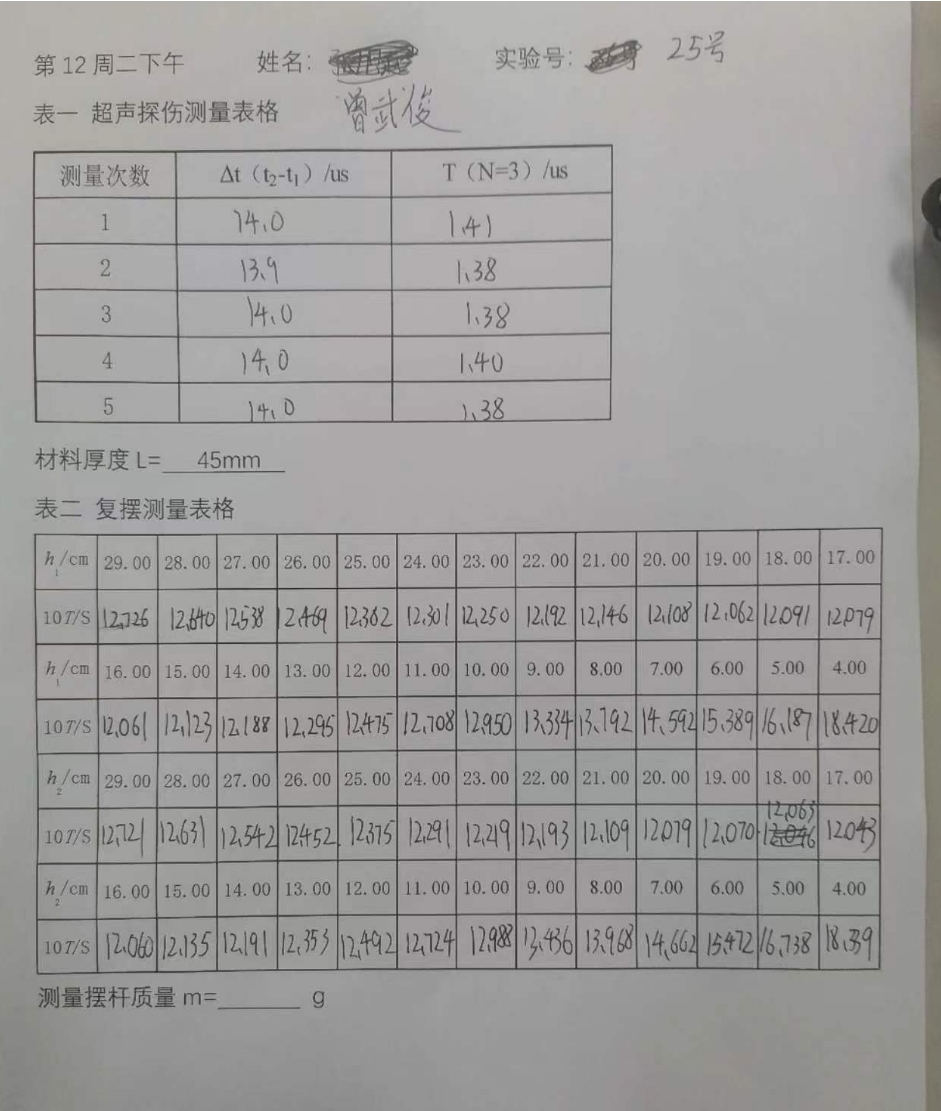 第12周二下午 姓名： 实验号： 25号
表一 超声探伤测量表格 曾武俊
测量次数 Δt（t₂-t₁）/us T（N=3）/us
1 14.0 1.41
2 13.9 1.38
3 14.0 1.38
4 14.0 1.40
5 14.0 1.38
材料厚度 L= 45mm
表二 复摆测量表格
h₁/cm 29.00 28.00 27.00 26.00 25.00 24.00 23.00 22.00 21.00 20.00 19.00 18.00 17.00
10T/S 12.726 12.640 12.538 12.469 12.382 12.301 12.250 12.192 12.146 12.108 12.062 12.091 12.079
h₁/cm 16.00 15.00 14.00 13.00 12.00 11.00 10.00 9.00 8.00 7.00 6.00 5.00 4.00
10T/S 12.061 12.123 12.188 12.295 12.475 12.708 12.950 13.334 13.792 14.592 15.389 16.187 18.420
h₂/cm 29.00 28.00 27.00 26.00 25.00 24.00 23.00 22.00 21.00 20.00 19.00 18.00 17.00
10T/S 12.721 12.631 12.542 12.452 12.375 12.291 12.219 12.193 12.109 12.079 12.070 12.063 12.043
h₂/cm 16.00 15.00 14.00 13.00 12.00 11.00 10.00 9.00 8.00 7.00 6.00 5.00 4.00
10T/S 12.060 12.135 12.191 12.353 12.492 12.724 12.988 13.436 13.968 14.662 15.472 16.738 18.339
测量摆杆质量 m=______ g